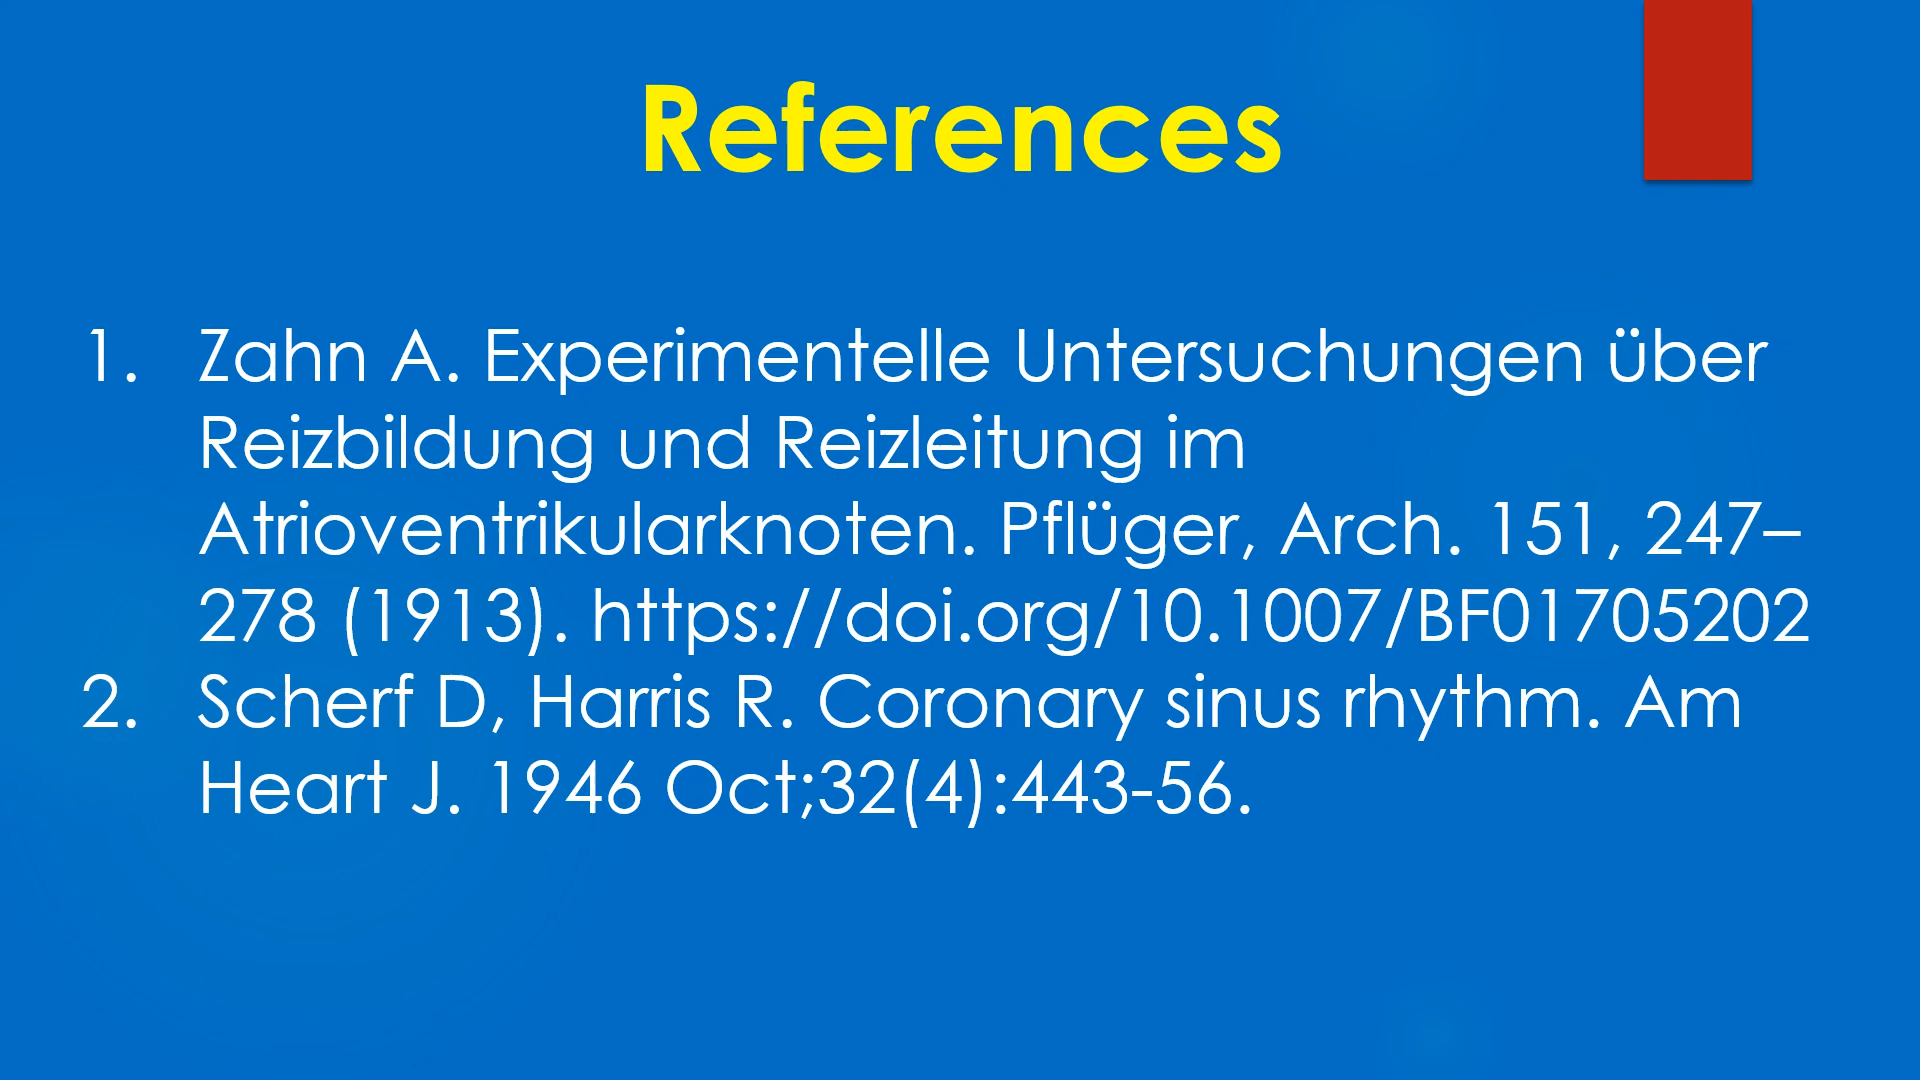 References
1. Zahn A. Experimentelle Untersuchungen über
Reizbildung und Reizleitung im
Atrioventrikularknoten. Pflüger, Arch. 151, 247–
278 (1913). https://doi.org/10.1007/BF01705202
2. Scherf D, Harris R. Coronary sinus rhythm. Am
Heart J. 1946 Oct;32(4):443-56.